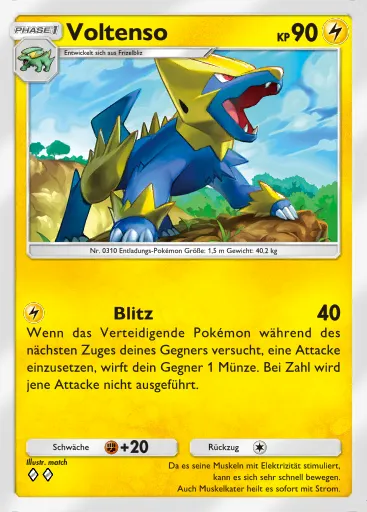 PHASE 1
Voltenso
KP 90
Entwickelt sich aus Frizelbliz
Nr. 0310 Entladungs-Pokémon Größe: 1,5 m Gewicht: 40,2 kg
Blitz 40
Wenn das Verteidigende Pokémon während des
nächsten Zuges deines Gegners versucht, eine Attacke
einzusetzen, wirft dein Gegner 1 Münze. Bei Zahl wird
jene Attacke nicht ausgeführt.
Schwäche +20
Rückzug
Illustr. match
Da es seine Muskeln mit Elektrizität stimuliert,
kann es sich sehr schnell bewegen.
Auch Muskelkater heilt es sofort mit Strom.